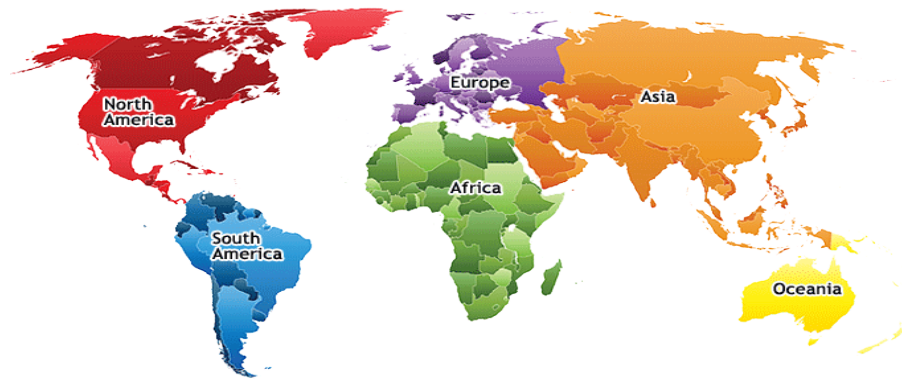 Europe
Asia
North
America
Africa
South
America
Oceania